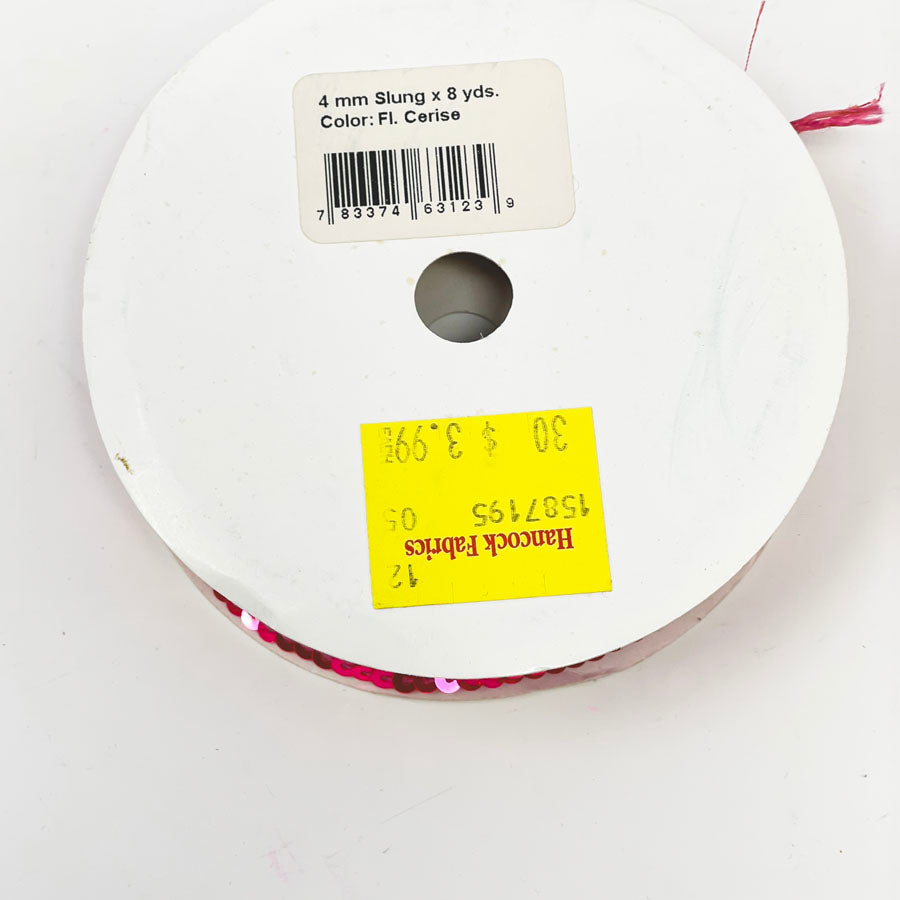 4 mm Slung x 8 yds.
Color: Fl. Cerise
7 83374 63123 9
12
Hancock Fabrics
1587195 05
30 $ 3.99